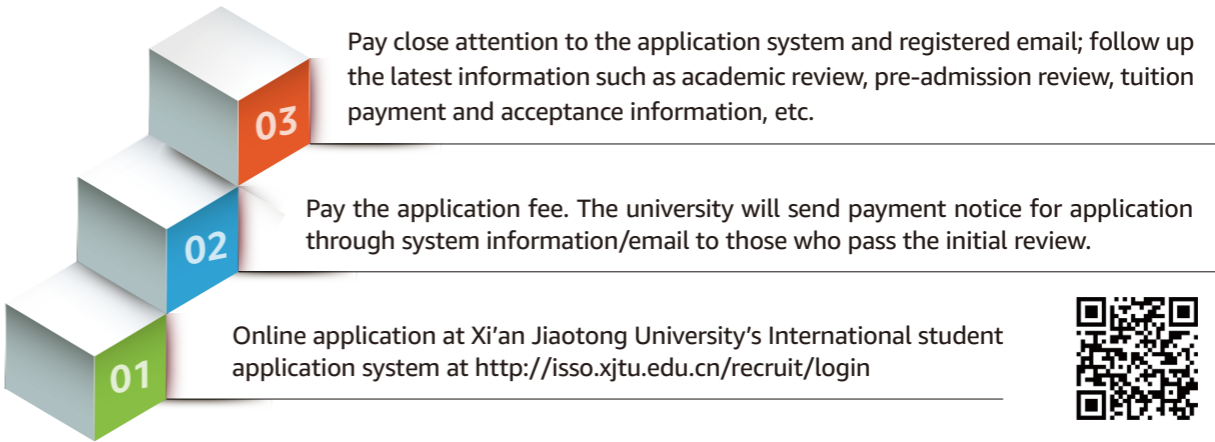 03
Pay close attention to the application system and registered email; follow up
the latest information such as academic review, pre-admission review, tuition
payment and acceptance information, etc.
02
Pay the application fee. The university will send payment notice for application
through system information/email to those who pass the initial review.
01
Online application at Xi’an Jiaotong University’s International student
application system at http://isso.xjtu.edu.cn/recruit/login